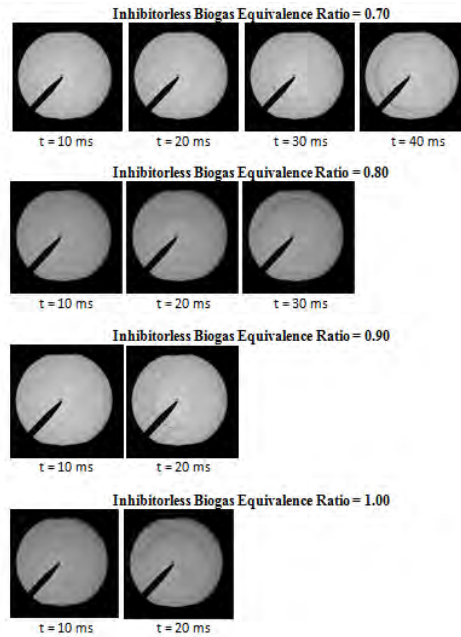 Inhibitorless Biogas Equivalence Ratio = 0.70
t = 10 ms t = 20 ms t = 30 ms t = 40 ms
Inhibitorless Biogas Equivalence Ratio = 0.80
t = 10 ms t = 20 ms t = 30 ms
Inhibitorless Biogas Equivalence Ratio = 0.90
t = 10 ms t = 20 ms
Inhibitorless Biogas Equivalence Ratio = 1.00
t = 10 ms t = 20 ms